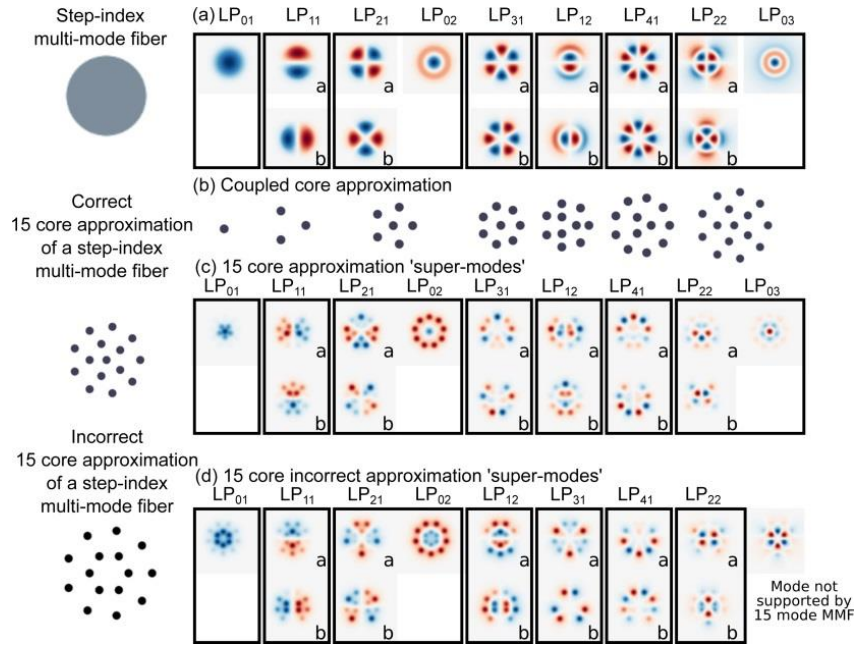 Step-index
multi-mode fiber
(a) LP01 LP11 LP21 LP02 LP31 LP12 LP41 LP22 LP03
a a a a a a
b b b b b b
Correct
15 core approximation
of a step-index
multi-mode fiber
(b) Coupled core approximation
(c) 15 core approximation 'super-modes'
LP01 LP11 LP21 LP02 LP31 LP12 LP41 LP22 LP03
a a a a a a
b b b b b b
Incorrect
15 core approximation
of a step-index
multi-mode fiber
(d) 15 core incorrect approximation 'super-modes'
LP01 LP11 LP21 LP02 LP12 LP31 LP41 LP22
a a a a a a
b b b b b b
Mode not
supported by
15 mode MMF